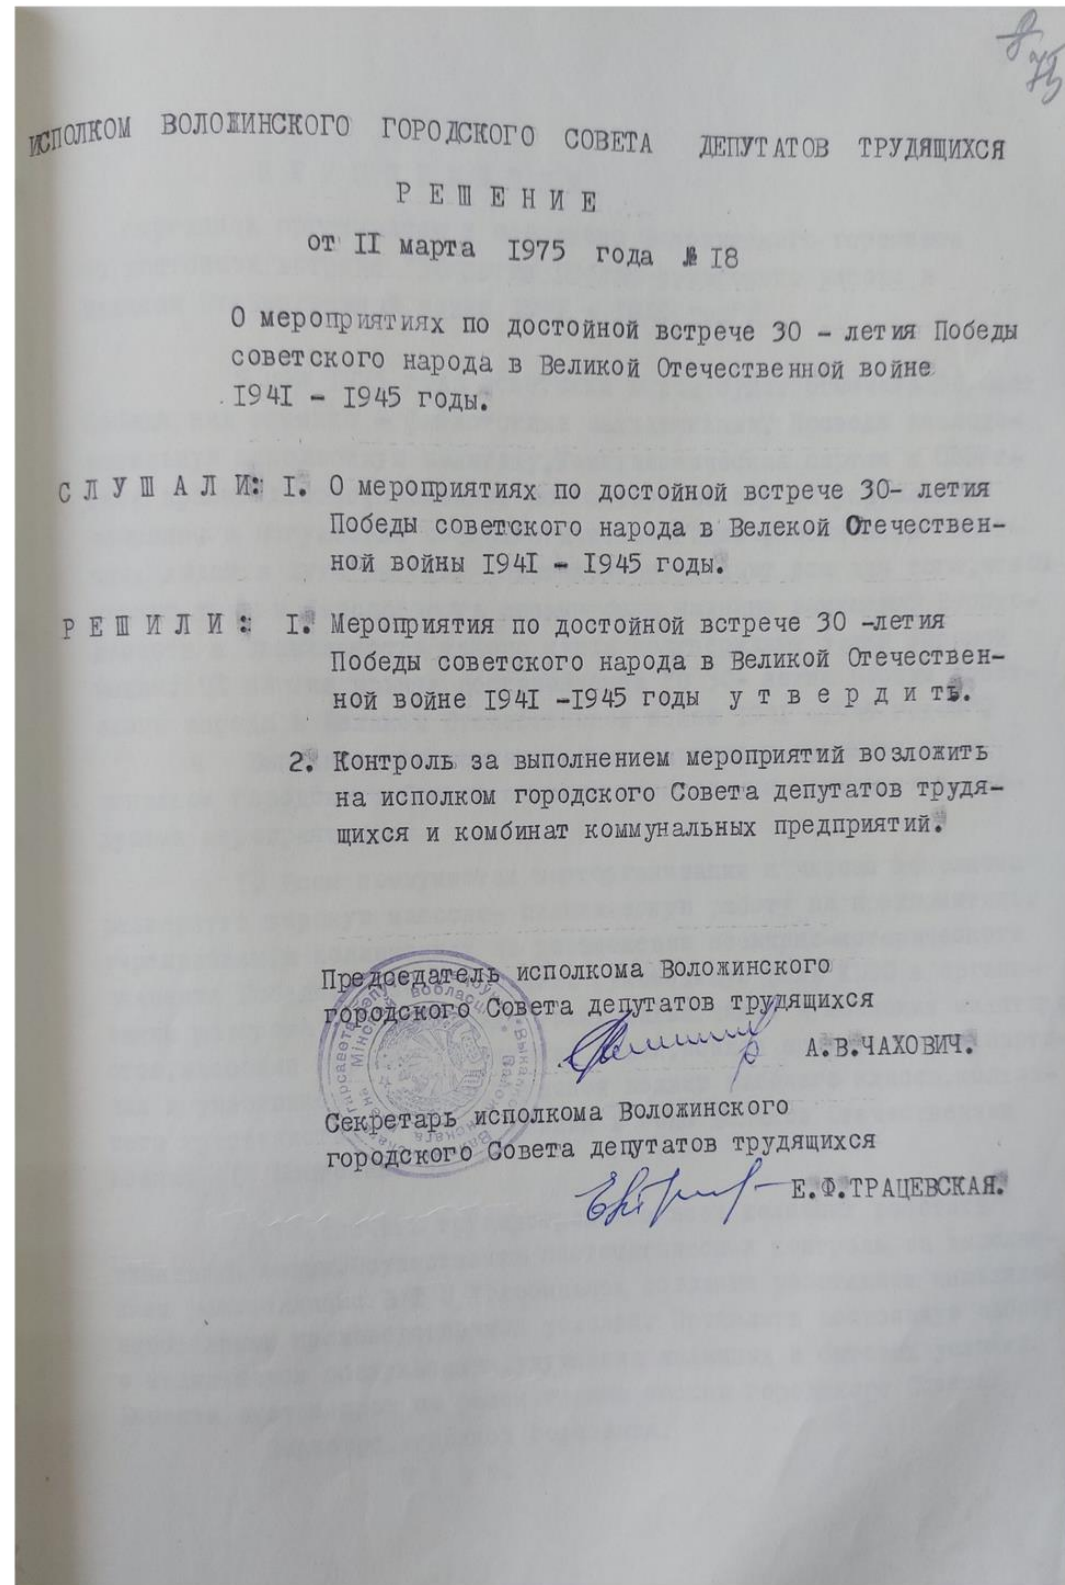 8
75
ИСПОЛКОМ ВОЛОЖИНСКОГО ГОРОДСКОГО СОВЕТА ДЕПУТАТОВ ТРУДЯЩИХСЯ
Р Е Ш Е Н И Е
от II марта I975 года № I8
О мероприятиях по достойной встрече 30 – летия Победы
советского народа в Великой Отечественной войне
I94I – I945 годы.
С Л У Ш А Л И: I. О мероприятиях по достойной встрече 30- летия
Победы советского народа в Велекой Отечествен-
ной войны I94I – I945 годы.
Р Е Ш И Л И : I. Мероприятия по достойной встрече 30 -летия
Победы советского народа в Великой Отечествен-
ной войне I94I -I945 годы у т в е р д и т ь.
2. Контроль за выполнением мероприятий возложить
на исполком городского Совета депутатов трудя-
щихся и комбинат коммунальных предприятий.
Председатель исполкома Воложинского
городского Совета депутатов трудящихся
А.В.ЧАХОВИЧ.
Секретарь исполкома Воложинского
городского Совета депутатов трудящихся
Е.Ф.ТРАЦЕВСКАЯ.